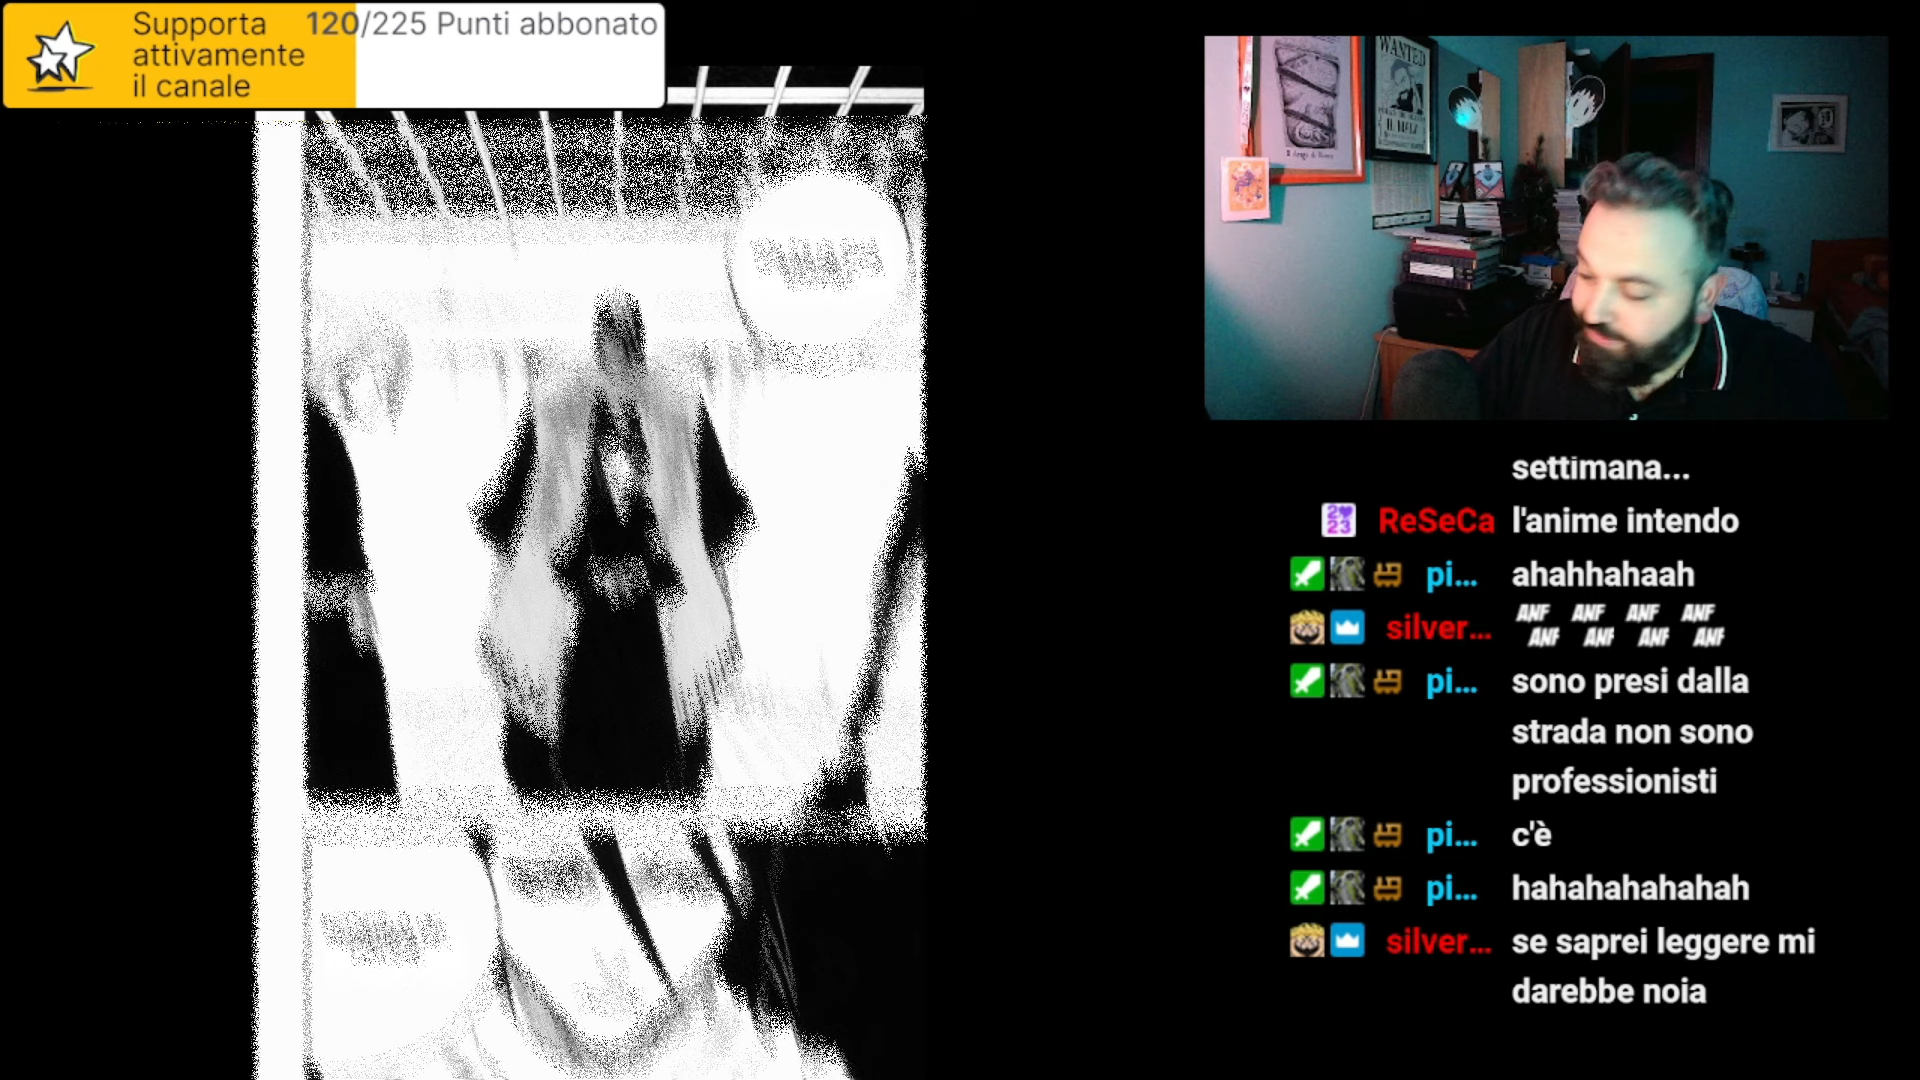 Supporta
attivamente
il canale
120/225 Punti abbonato
WANTED
settimana...
ReSeCa l'anime intendo
pi... ahahhahaah
silver... ANF ANF ANF ANF
ANF ANF ANF ANF
pi... sono presi dalla
strada non sono
professionisti
pi... c'è
pi... hahahahahahah
silver... se saprei leggere mi
darebbe noia